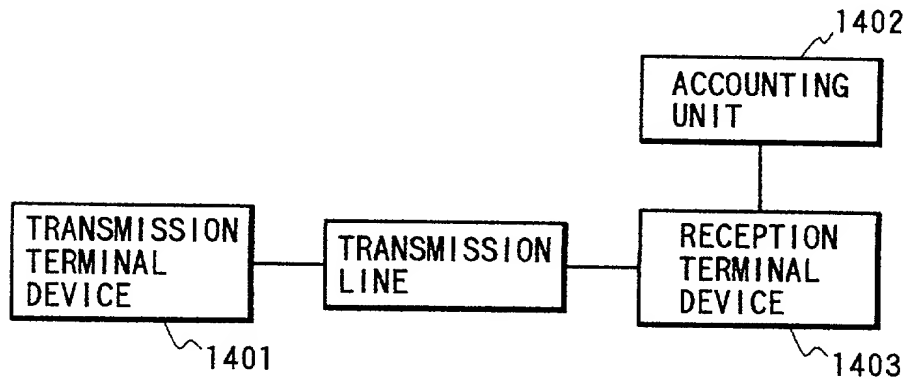 1402
ACCOUNTING
UNIT
TRANSMISSION
TERMINAL
DEVICE
TRANSMISSION
LINE
RECEPTION
TERMINAL
DEVICE
1401
1403